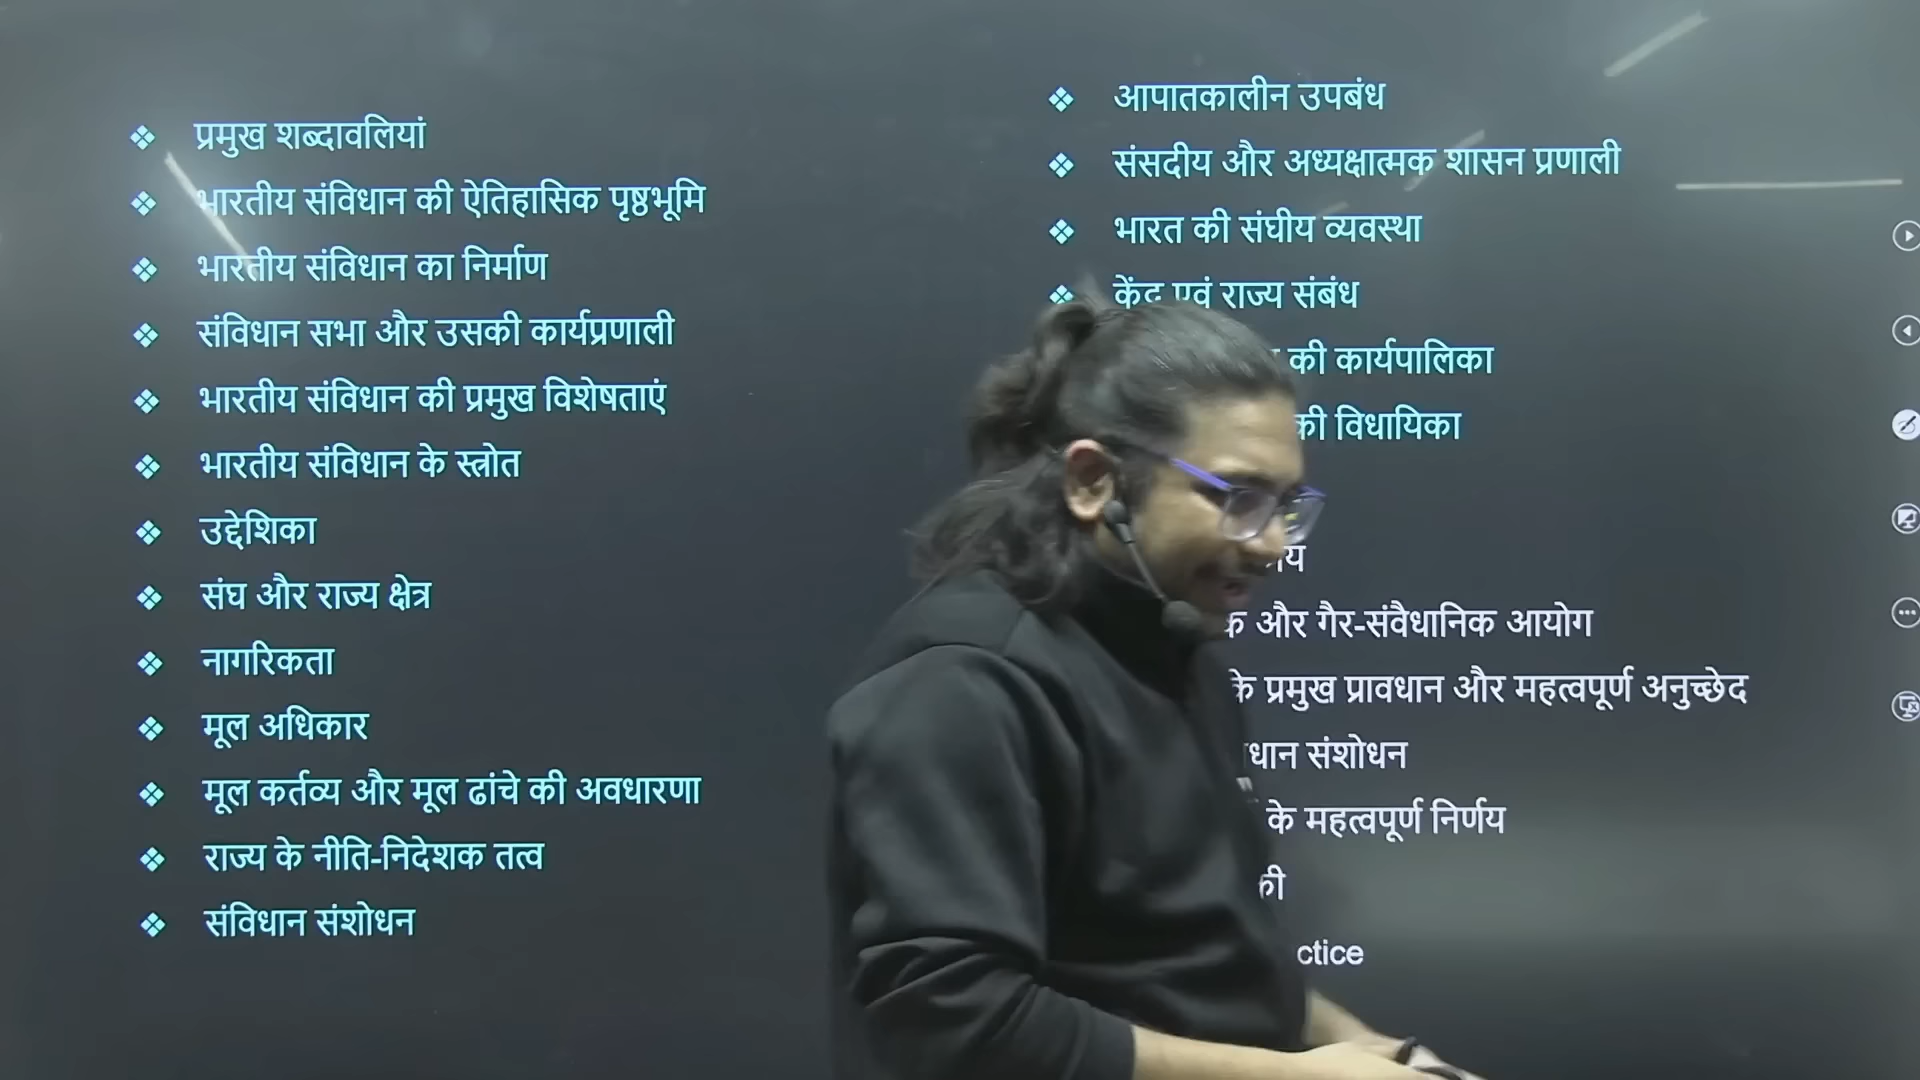 प्रमुख शब्दावलियां
भारतीय संविधान की ऐतिहासिक पृष्ठभूमि
भारतीय संविधान का निर्माण
संविधान सभा और उसकी कार्यप्रणाली
भारतीय संविधान की प्रमुख विशेषताएं
भारतीय संविधान के स्त्रोत
उद्देशिका
संघ और राज्य क्षेत्र
नागरिकता
मूल अधिकार
मूल कर्तव्य और मूल ढांचे की अवधारणा
राज्य के नीति-निदेशक तत्व
संविधान संशोधन
आपातकालीन उपबंध
संसदीय और अध्यक्षात्मक शासन प्रणाली
भारत की संघीय व्यवस्था
केंद्र एवं राज्य संबंध
की कार्यपालिका
की विधायिका
और गैर-संवैधानिक आयोग
के प्रमुख प्रावधान और महत्वपूर्ण अनुच्छेद
संशोधन
के महत्वपूर्ण निर्णय